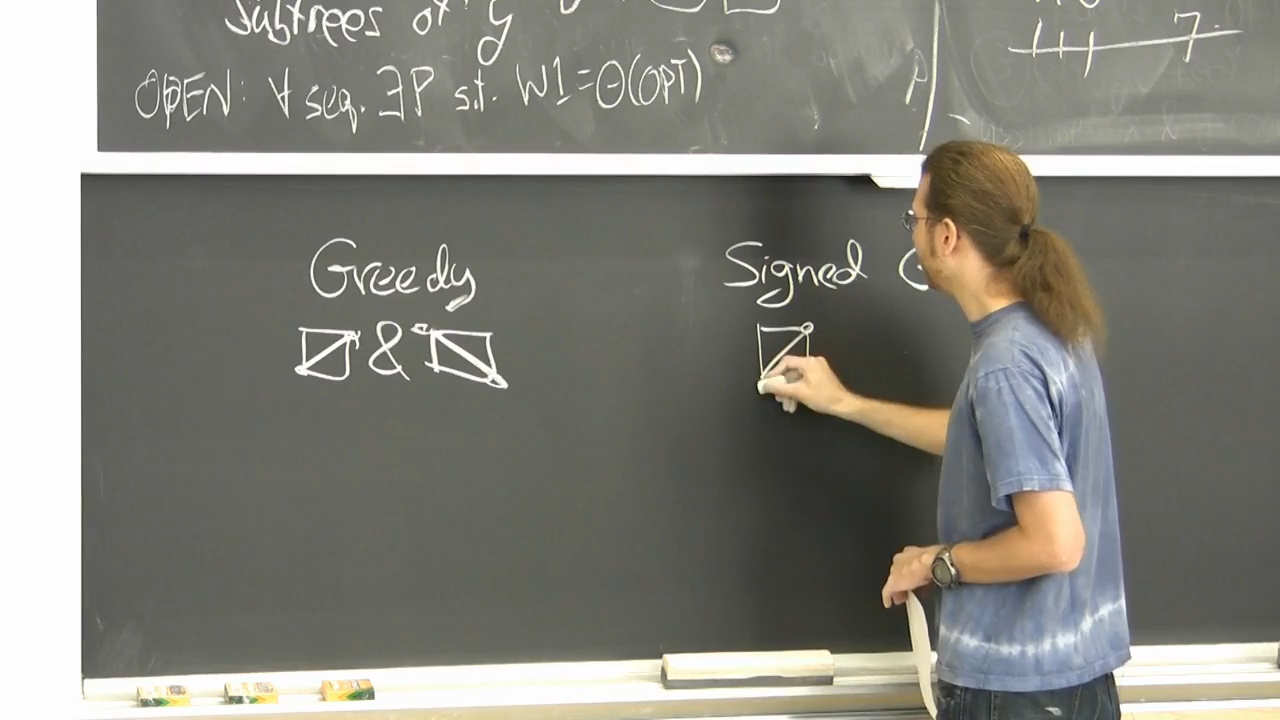 subtrees of y
OPEN: ∀ seq. ∃P s.t. W1=Θ(OPT)
7
Greedy
&
Signed G